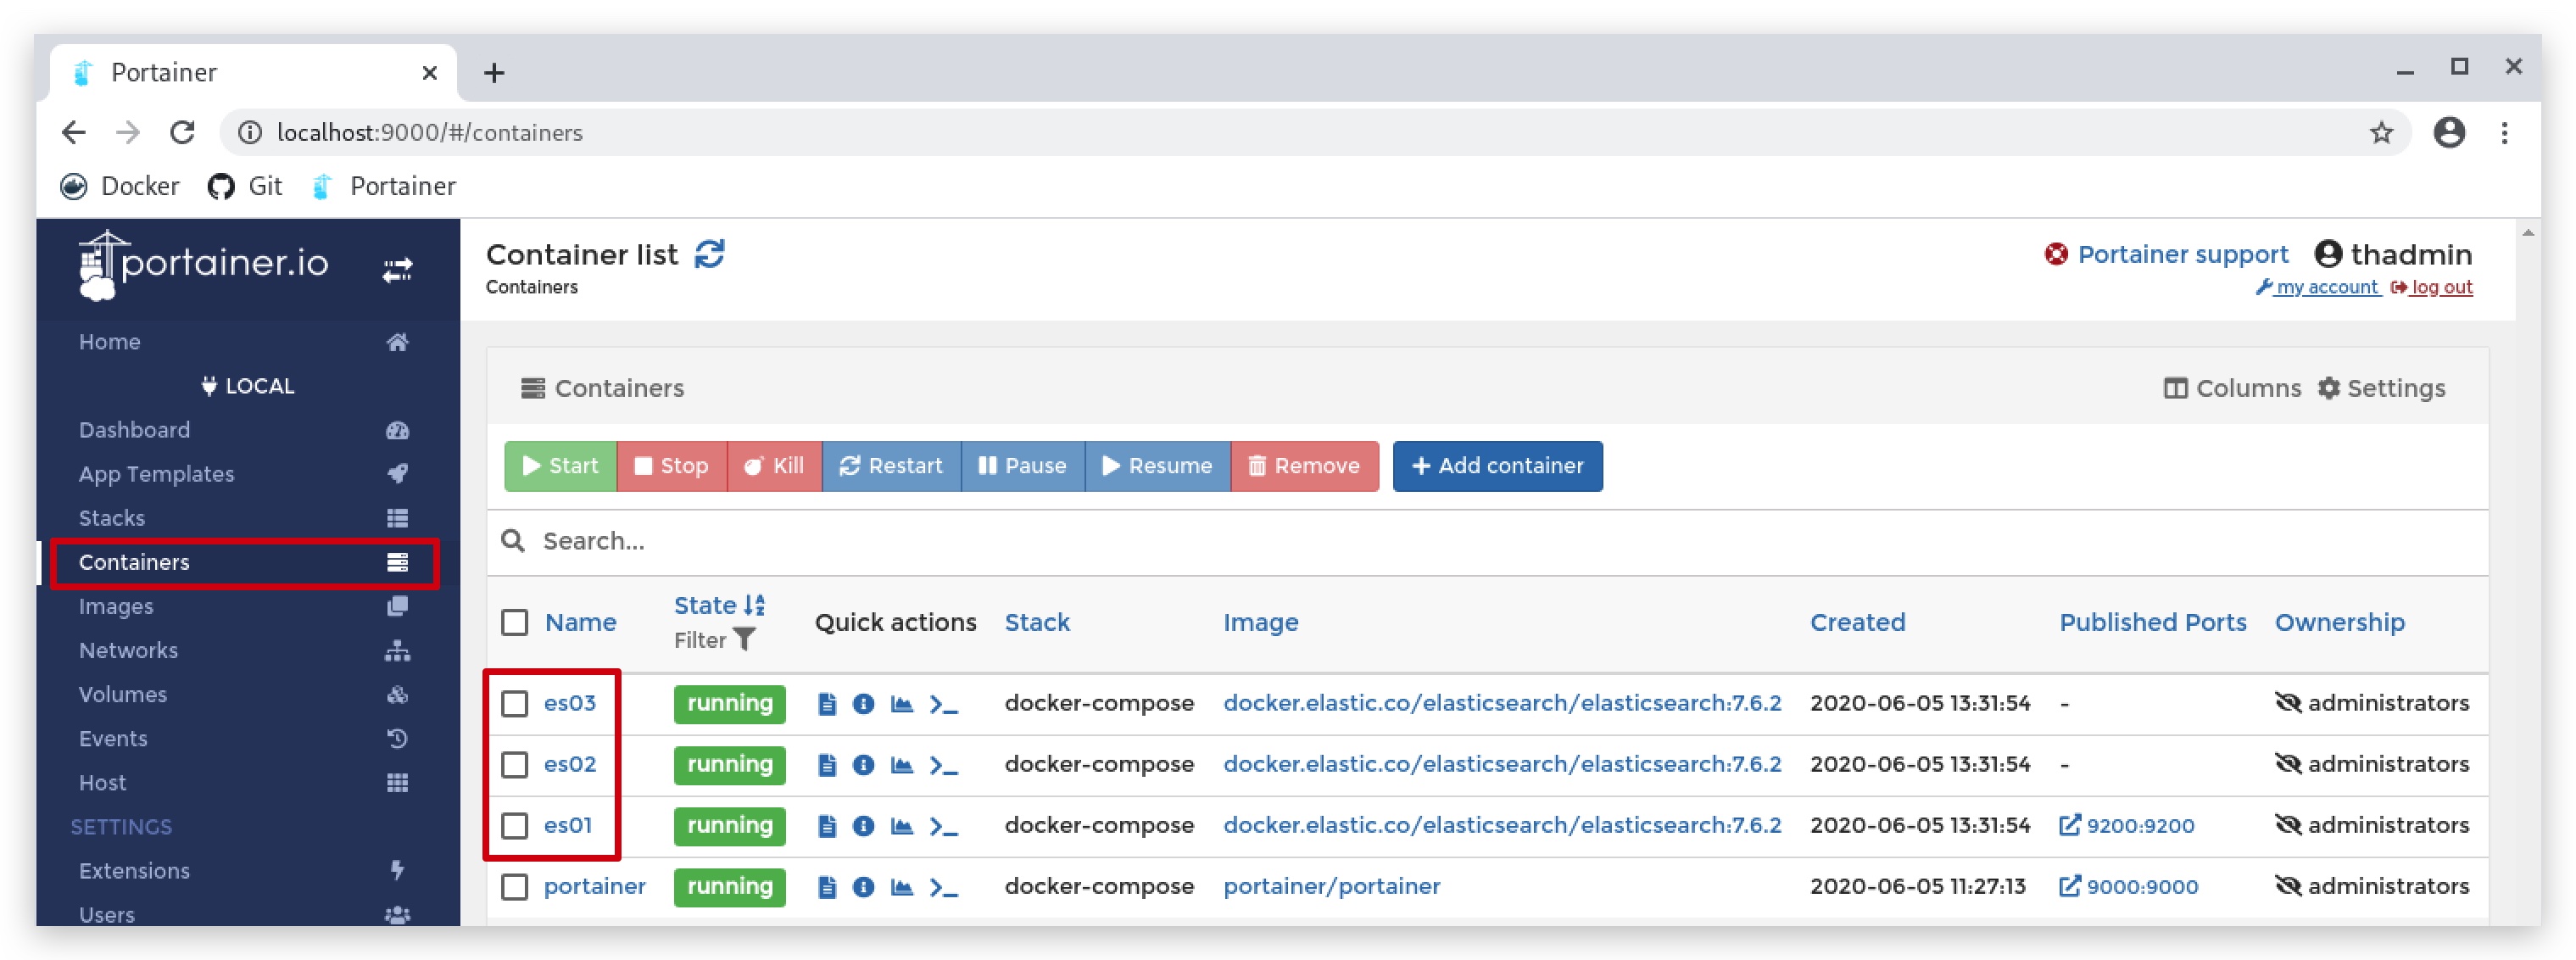 Portainer
localhost:9000/#/containers
Docker Git Portainer
portainer.io
Home
LOCAL
Dashboard
App Templates
Stacks
Containers
Images
Networks
Volumes
Events
Host
SETTINGS
Extensions
Users
Container list
Containers
Portainer support thadmin
my account log out
Containers
Columns Settings
Start Stop Kill Restart Pause Resume Remove + Add container
Search...
Name State Filter Quick actions Stack Image Created Published Ports Ownership
es03 running docker-compose docker.elastic.co/elasticsearch/elasticsearch:7.6.2 2020-06-05 13:31:54 - administrators
es02 running docker-compose docker.elastic.co/elasticsearch/elasticsearch:7.6.2 2020-06-05 13:31:54 - administrators
es01 running docker-compose docker.elastic.co/elasticsearch/elasticsearch:7.6.2 2020-06-05 13:31:54 9200:9200 administrators
portainer running docker-compose portainer/portainer 2020-06-05 11:27:13 9000:9000 administrators